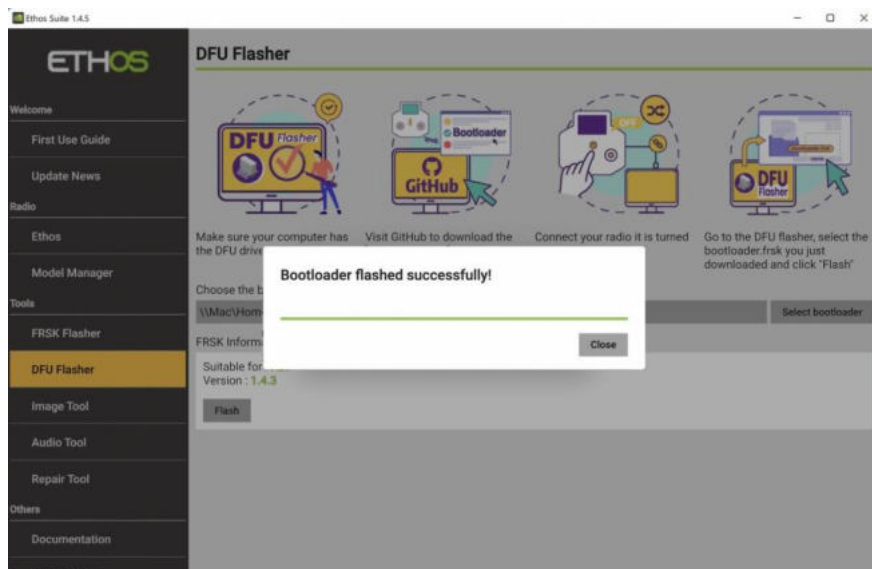 Ethos Suite 1.4.5
ETHOS
Welcome
First Use Guide
Update News
Radio
Ethos
Model Manager
Tools
FRSK Flasher
DFU Flasher
Image Tool
Audio Tool
Repair Tool
Others
Documentation
DFU Flasher
DFU Flasher
Bootloader
GitHub
OFF
DFU
Flasher
Make sure your computer has
the DFU drive
Visit GitHub to download the
Connect your radio it is turned
Go to the DFU flasher, select the
bootloader.frsk you just
downloaded and click "Flash"
Choose the b
\\Mac\Hom
Select bootloader
FRSK Inform
Suitable for
Version : 1.4.3
Flash
Bootloader flashed successfully!
Close